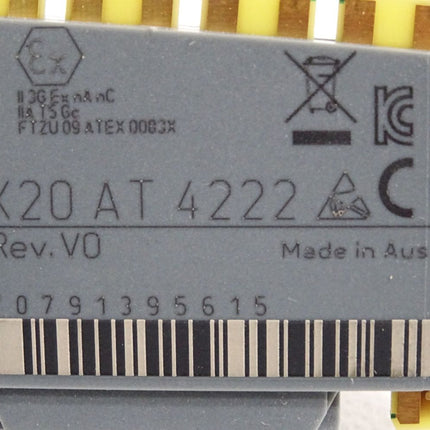 Ex
II 3G Ex nA nC
IIA T5 Gc
FTZU 09 ATEX 0083X
X20 AT 4222
Rev. V0
Made in Aus
0791395615